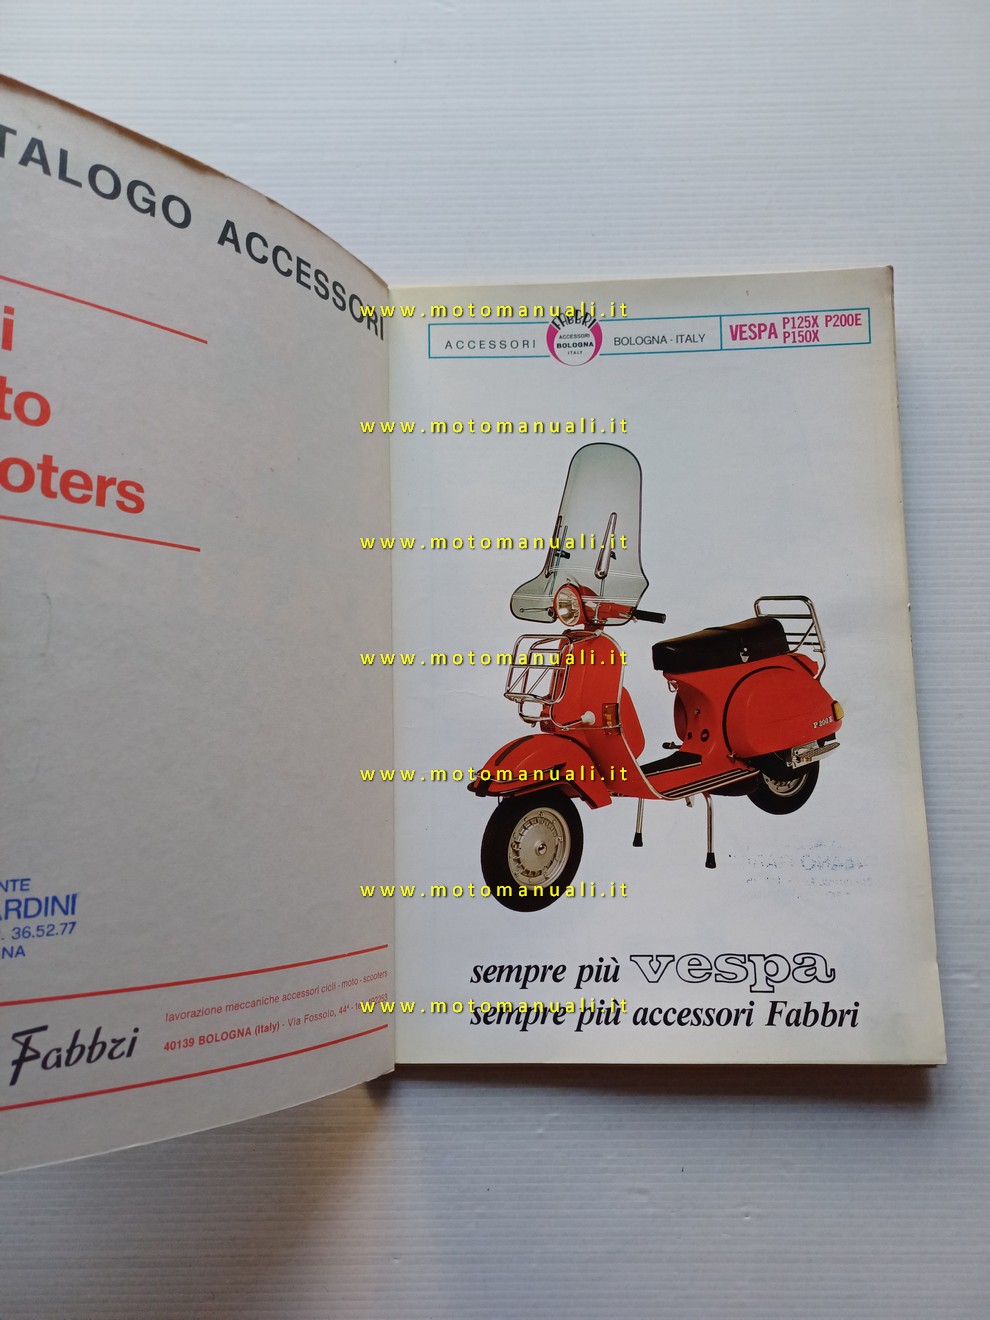 TALOGO ACCESSORI
i
to
ooters
NTE
ARDINI
. 36.52.77
NA
Fabbri
lavorazione meccaniche accessori cicli - moto - scooters
40139 BOLOGNA (Italy) - Via Fossolo, 44ª -
ACCESSORI
FABBRI
ACCESSORI
BOLOGNA
ITALY
BOLOGNA - ITALY
VESPA P125X P200E
P150X
www.motomanuali.it
www.motomanuali.it
www.motomanuali.it
www.motomanuali.it
www.motomanuali.it
www.motomanuali.it
www.motomanuali.it
P 200 E
sempre più vespa
sempre più accessori Fabbri